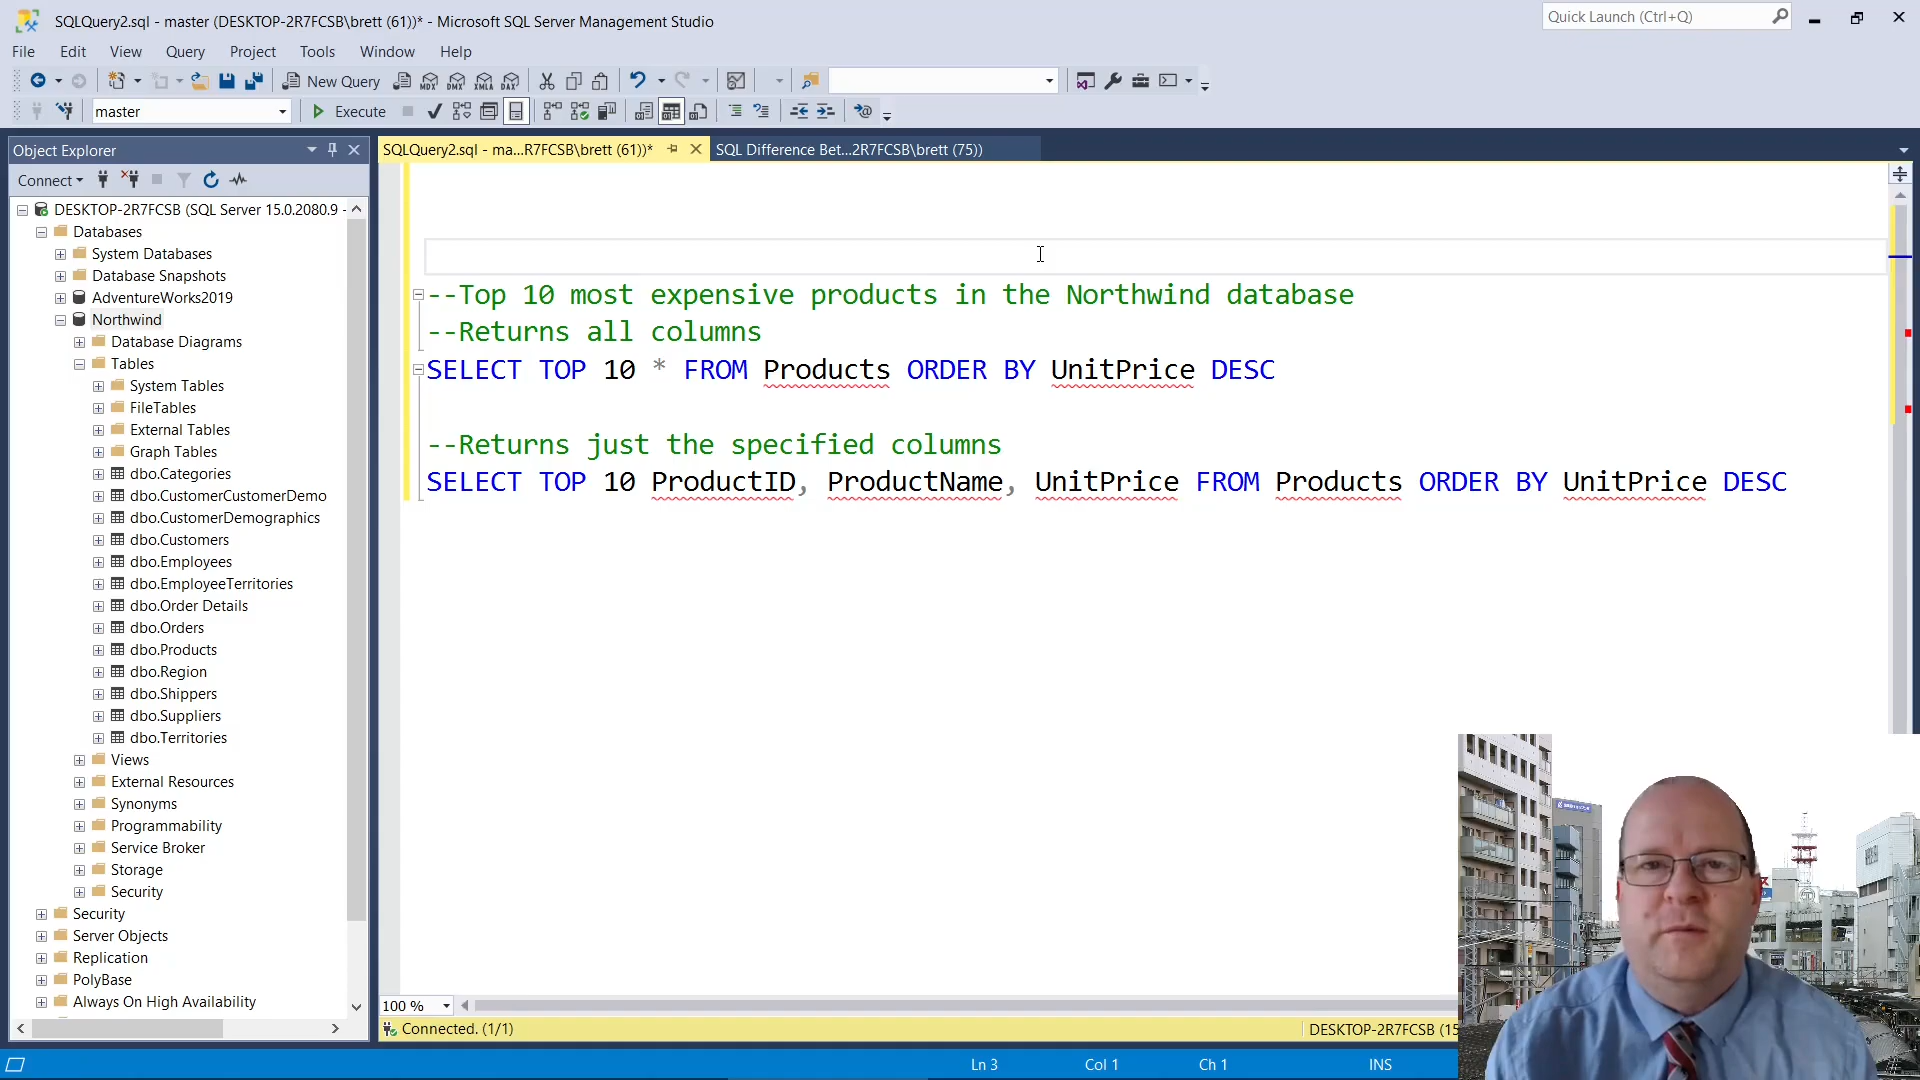 SQLQuery2.sql - master (DESKTOP-2R7FCSB\brett (61))* - Microsoft SQL Server Management Studio
Quick Launch (Ctrl+Q)
File Edit View Query Project Tools Window Help
New Query
MDX DMX XMLA DAX
master
Execute
Object Explorer
SQLQuery2.sql - ma...R7FCSB\brett (61))*
SQL Difference Bet...2R7FCSB\brett (75))
Connect
DESKTOP-2R7FCSB (SQL Server 15.0.2080.9 -
Databases
System Databases
Database Snapshots
AdventureWorks2019
Northwind
Database Diagrams
Tables
System Tables
FileTables
External Tables
Graph Tables
dbo.Categories
dbo.CustomerCustomerDemo
dbo.CustomerDemographics
dbo.Customers
dbo.Employees
dbo.EmployeeTerritories
dbo.Order Details
dbo.Orders
dbo.Products
dbo.Region
dbo.Shippers
dbo.Suppliers
dbo.Territories
Views
External Resources
Synonyms
Programmability
Service Broker
Storage
Security
Security
Server Objects
Replication
PolyBase
Always On High Availability
--Top 10 most expensive products in the Northwind database
--Returns all columns
SELECT TOP 10 * FROM Products ORDER BY UnitPrice DESC
--Returns just the specified columns
SELECT TOP 10 ProductID, ProductName, UnitPrice FROM Products ORDER BY UnitPrice DESC
100 %
Connected. (1/1)
DESKTOP-2R7FCSB (15
Ln 3
Col 1
Ch 1
INS